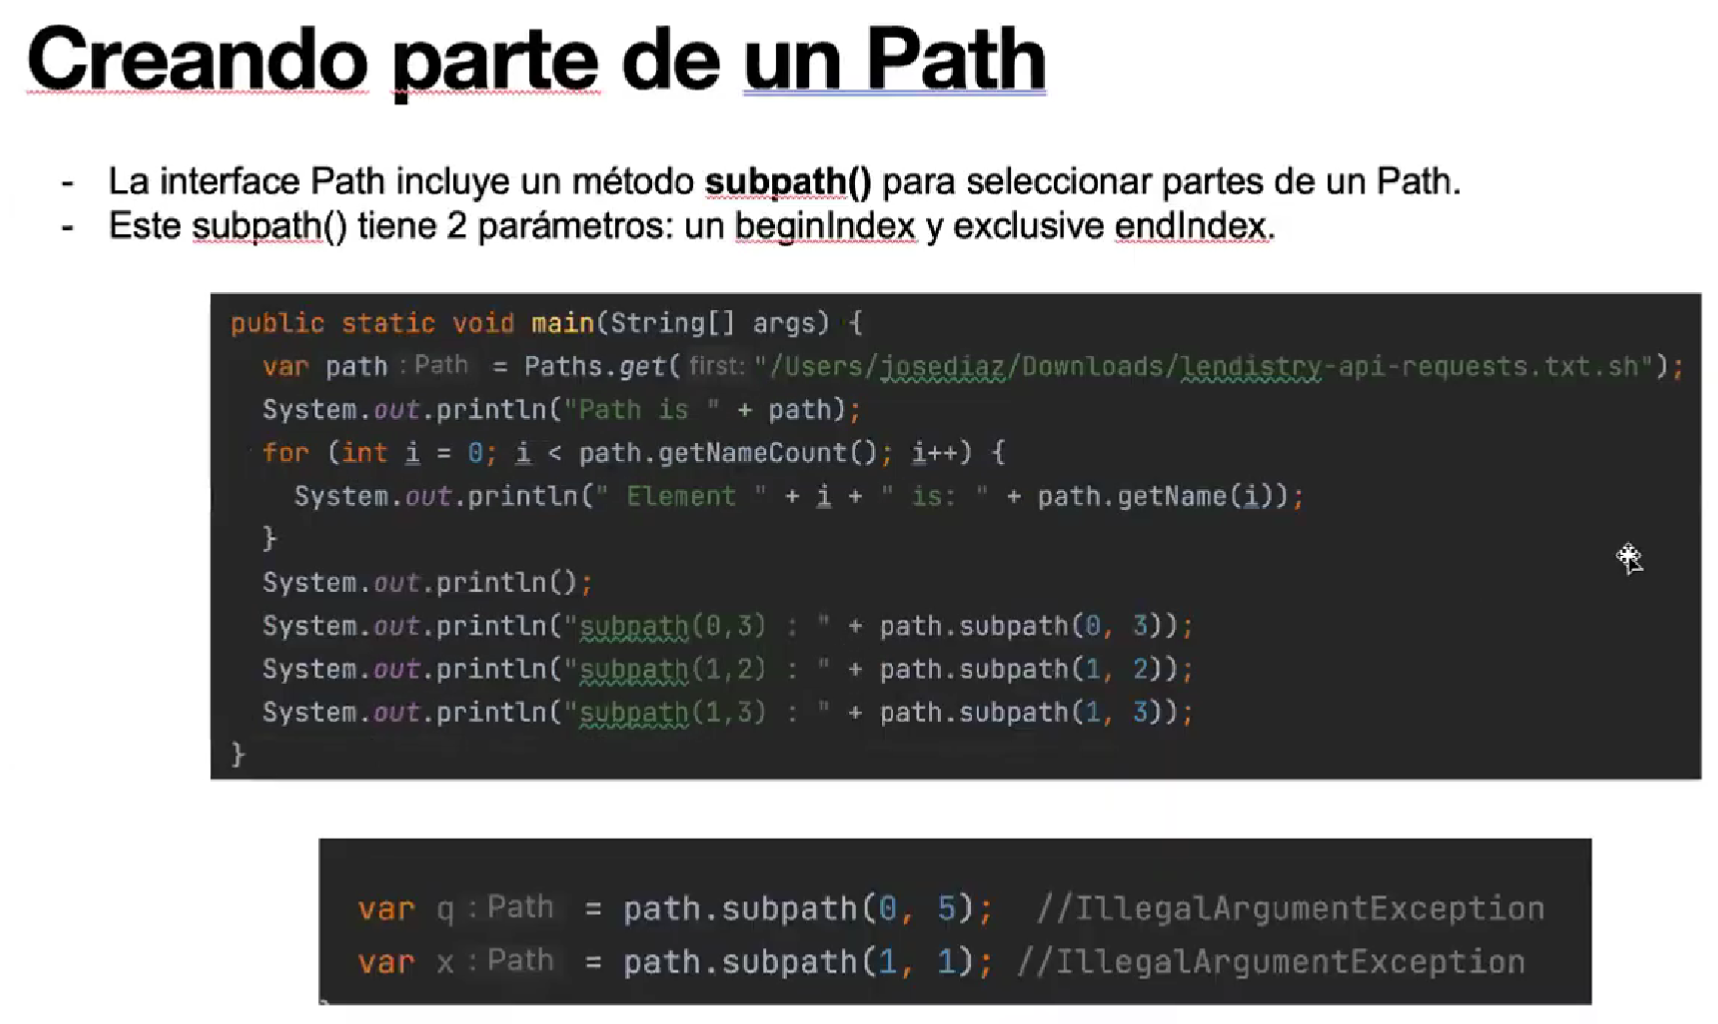 Creando parte de un Path
- La interface Path incluye un método subpath() para seleccionar partes de un Path.
- Este subpath() tiene 2 parámetros: un beginIndex y exclusive endIndex.
public static void main(String[] args) {
var path : Path = Paths.get( first: "/Users/josediaz/Downloads/lendistry-api-requests.txt.sh");
System.out.println("Path is " + path);
for (int i = 0; i < path.getNameCount(); i++) {
System.out.println(" Element " + i + " is: " + path.getName(i));
}
System.out.println();
System.out.println("subpath(0,3) : " + path.subpath(0, 3));
System.out.println("subpath(1,2) : " + path.subpath(1, 2));
System.out.println("subpath(1,3) : " + path.subpath(1, 3));
}
var q : Path = path.subpath(0, 5); //IllegalArgumentException
var x : Path = path.subpath(1, 1); //IllegalArgumentException